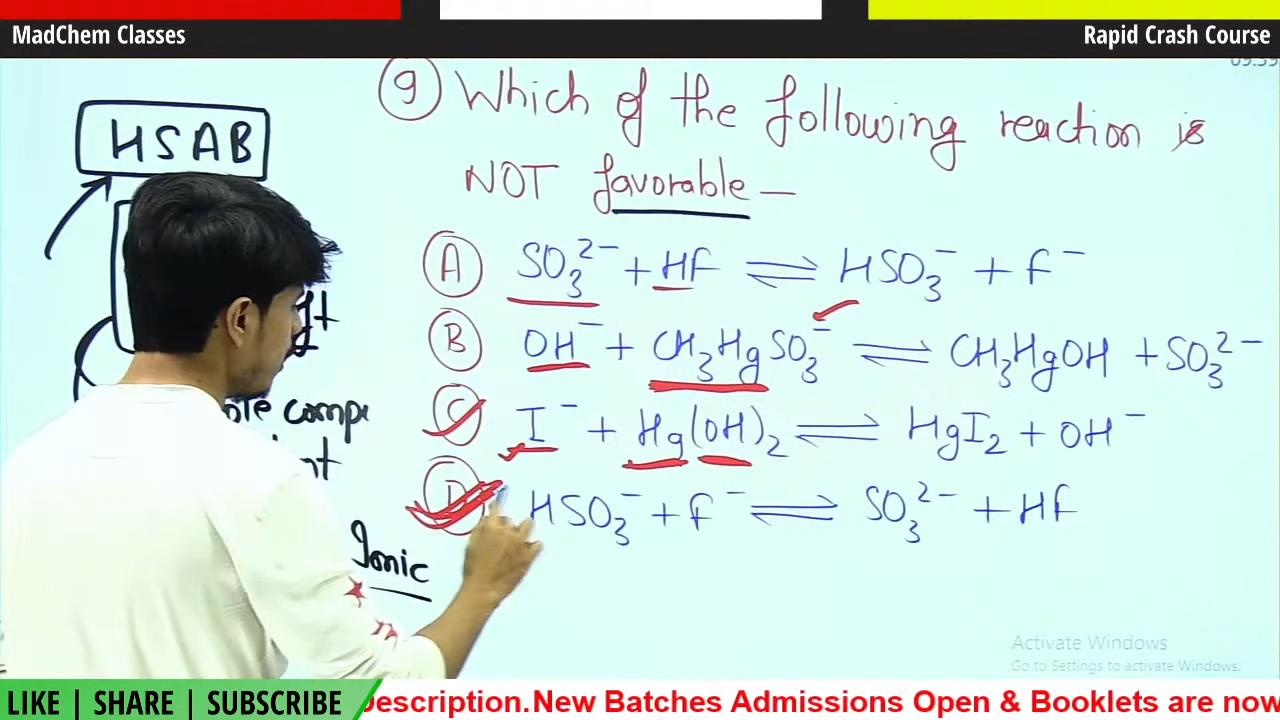 MadChem Classes
Rapid Crash Course
HSAB
⑨ Which of the following reaction is
NOT favorable —
Ⓐ SO₃²⁻ + HF ⇌ HSO₃⁻ + F⁻
Ⓑ OH⁻ + CH₃HgSO₃⁻ ⇌ CH₃HgOH + SO₃²⁻
Ⓒ I⁻ + Hg(OH)₂ ⇌ HgI₂ + OH⁻
Ⓓ HSO₃⁻ + F⁻ ⇌ SO₃²⁻ + HF
Ionic
Activate Windows
Go to Settings to activate Windows.
LIKE | SHARE | SUBSCRIBE
Description.New Batches Admissions Open & Booklets are now